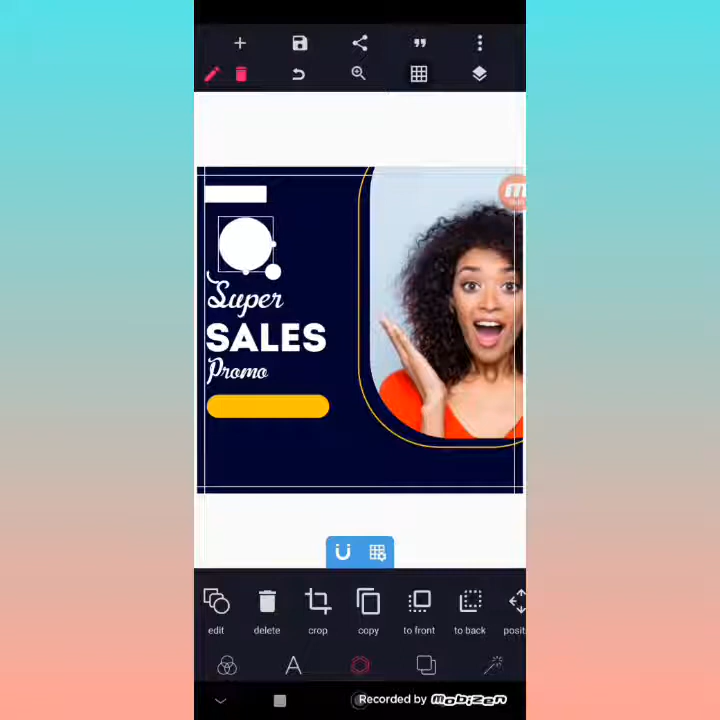 Super
SALES
Promo
edit
delete
crop
copy
to front
to back
posit
Recorded by MOBIZEN